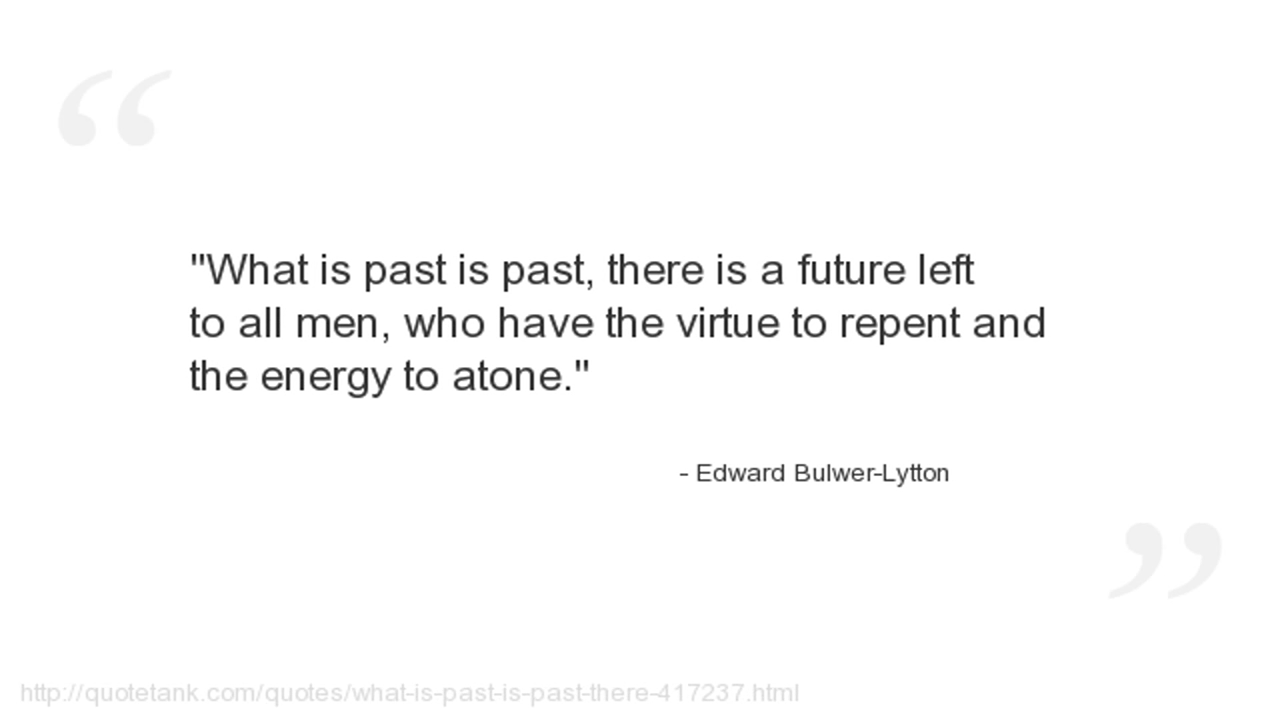 "What is past is past, there is a future left
to all men, who have the virtue to repent and
the energy to atone."
- Edward Bulwer-Lytton
http://quotetank.com/quotes/what-is-past-is-past-there-417237.html